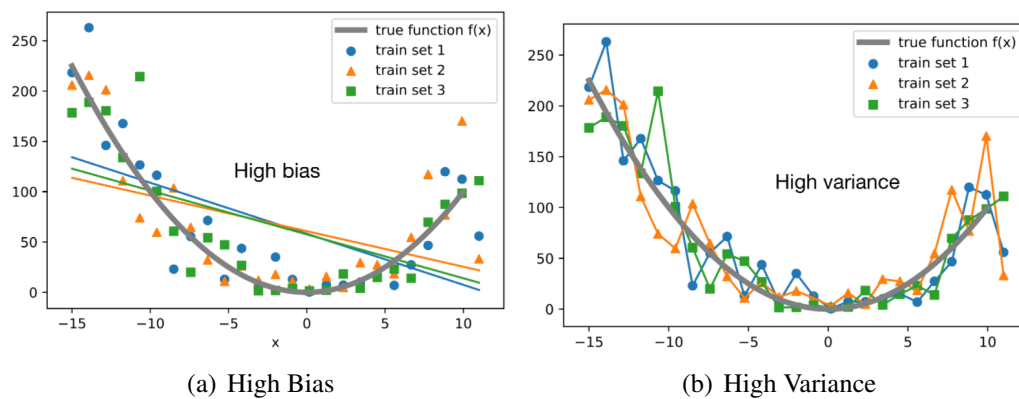 true function f(x)
train set 1
train set 2
train set 3
250
200
150
100
50
0
High bias
−15
−10
−5
0
5
10
x
(a) High Bias
true function f(x)
train set 1
train set 2
train set 3
250
200
150
100
50
0
High variance
−15
−10
−5
0
5
10
(b) High Variance